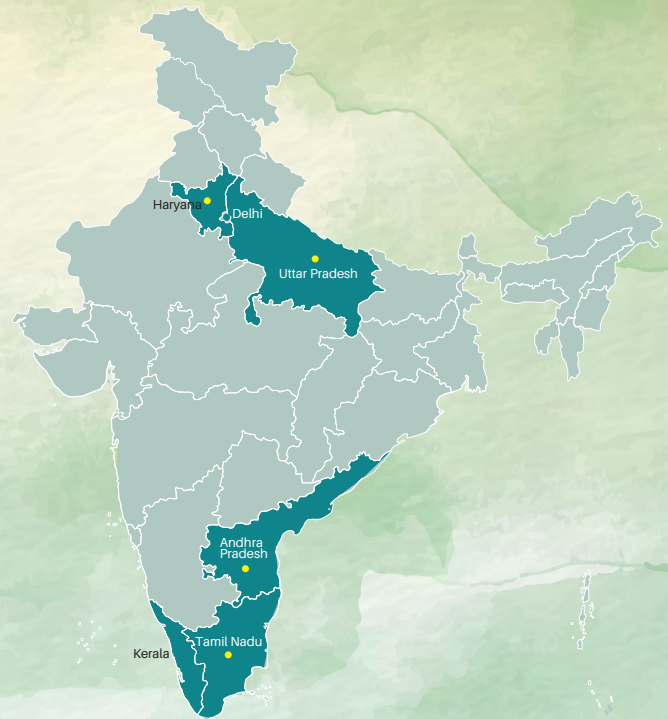 Haryana
Delhi
Uttar Pradesh
Andhra
Pradesh
Tamil Nadu
Kerala